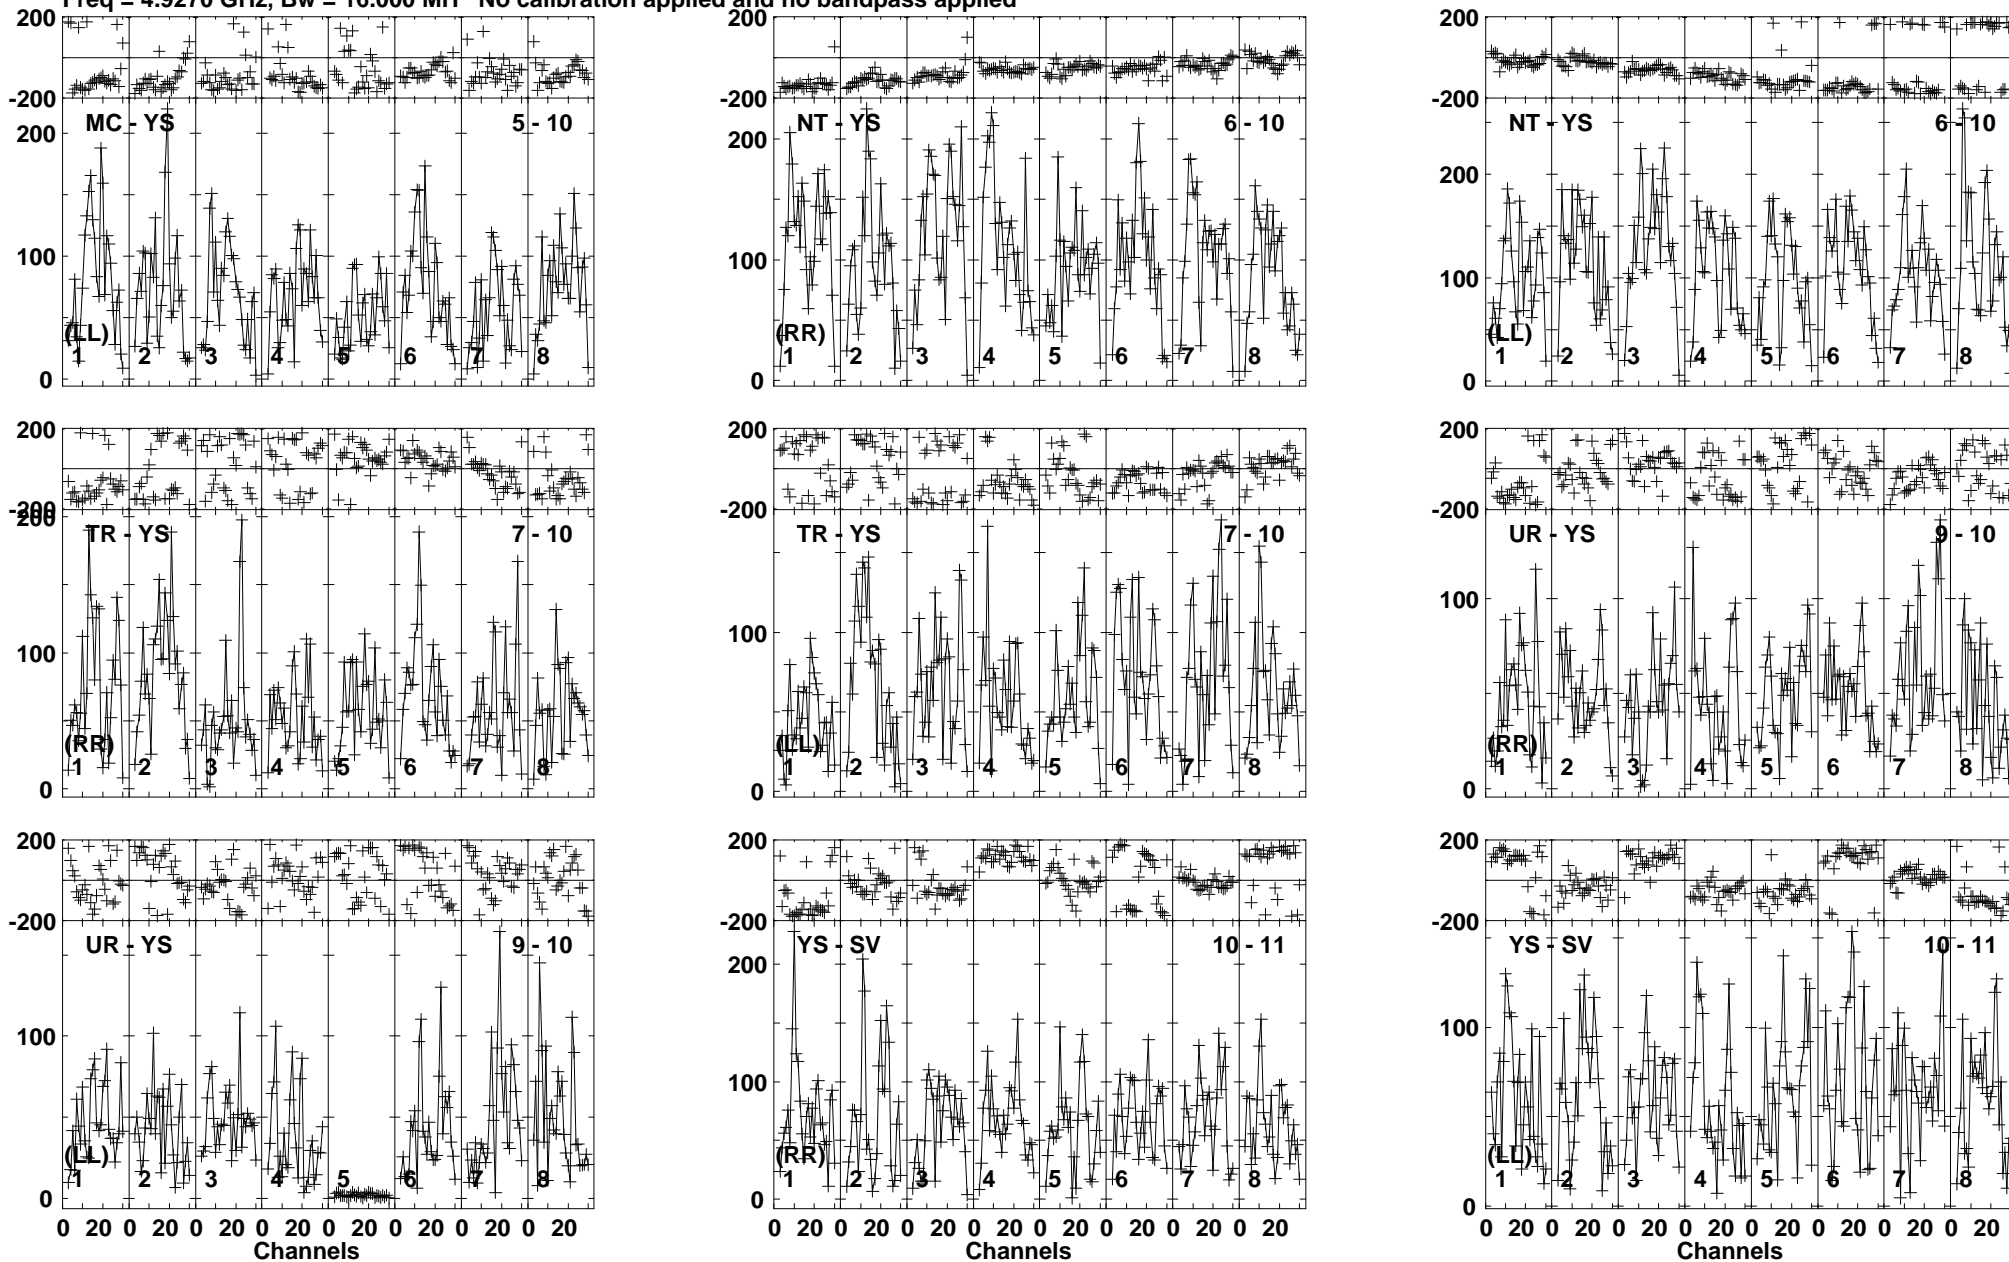 Freq = 4.9270 GHz, Bw = 16.000 MH No calibration applied and no bandpass applied
200 200 200
-200 -200 -200
MC - YS 5 - 10 NT - YS 6 - 10 NT - YS 6 - 10
200 200 200
100 100 100
(LL) (RR) (LL)
1 2 3 4 5 6 7 8 1 2 3 4 5 6 7 8 1 2 3 4 5 6 7 8
0 0 0
200 200 200
-200 -200 -200
200
TR - YS 7 - 10 TR - YS 7 - 10 UR - YS 9 - 10
100 100 100
(RR) (LL) (RR)
1 2 3 4 5 6 7 8 1 2 3 4 5 6 7 8 1 2 3 4 5 6 7 8
0 0 0
200 200 200
-200 -200 -200
UR - YS 9 - 10 YS - SV 10 - 11 YS - SV 10 - 11
200
100 100 100
(LL) (RR) (LL)
1 2 3 4 5 6 7 8 1 2 3 4 5 6 7 8 1 2 3 4 5 6 7 8
0 0 0
0 20 0 20 0 20 0 20 0 20 0 20 0 20 0 20 0 20 0 20 0 20 0 20 0 20 0 20 0 20 0 20 0 20 0 20 0 20 0 20 0 20 0 20 0 20 0 20
Channels Channels Channels